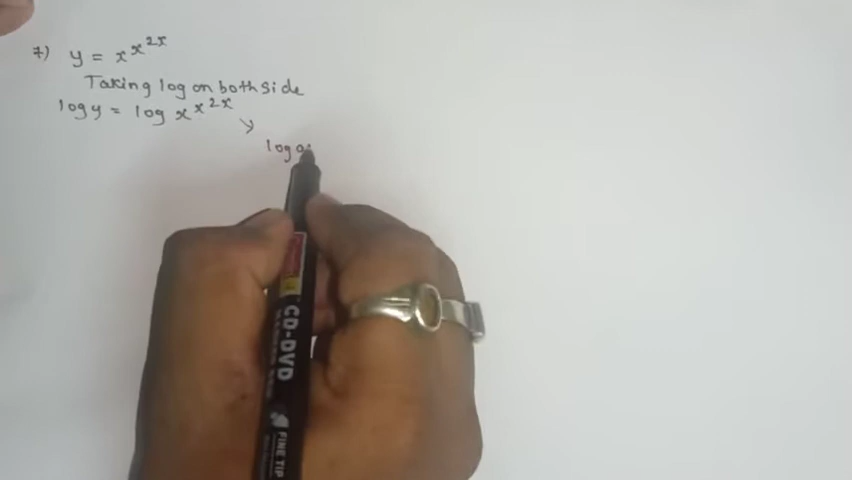 7) y = x^x^2x
Taking log on both side
log y = log x^x^2x
log a
CD-DVD
FINE TIP